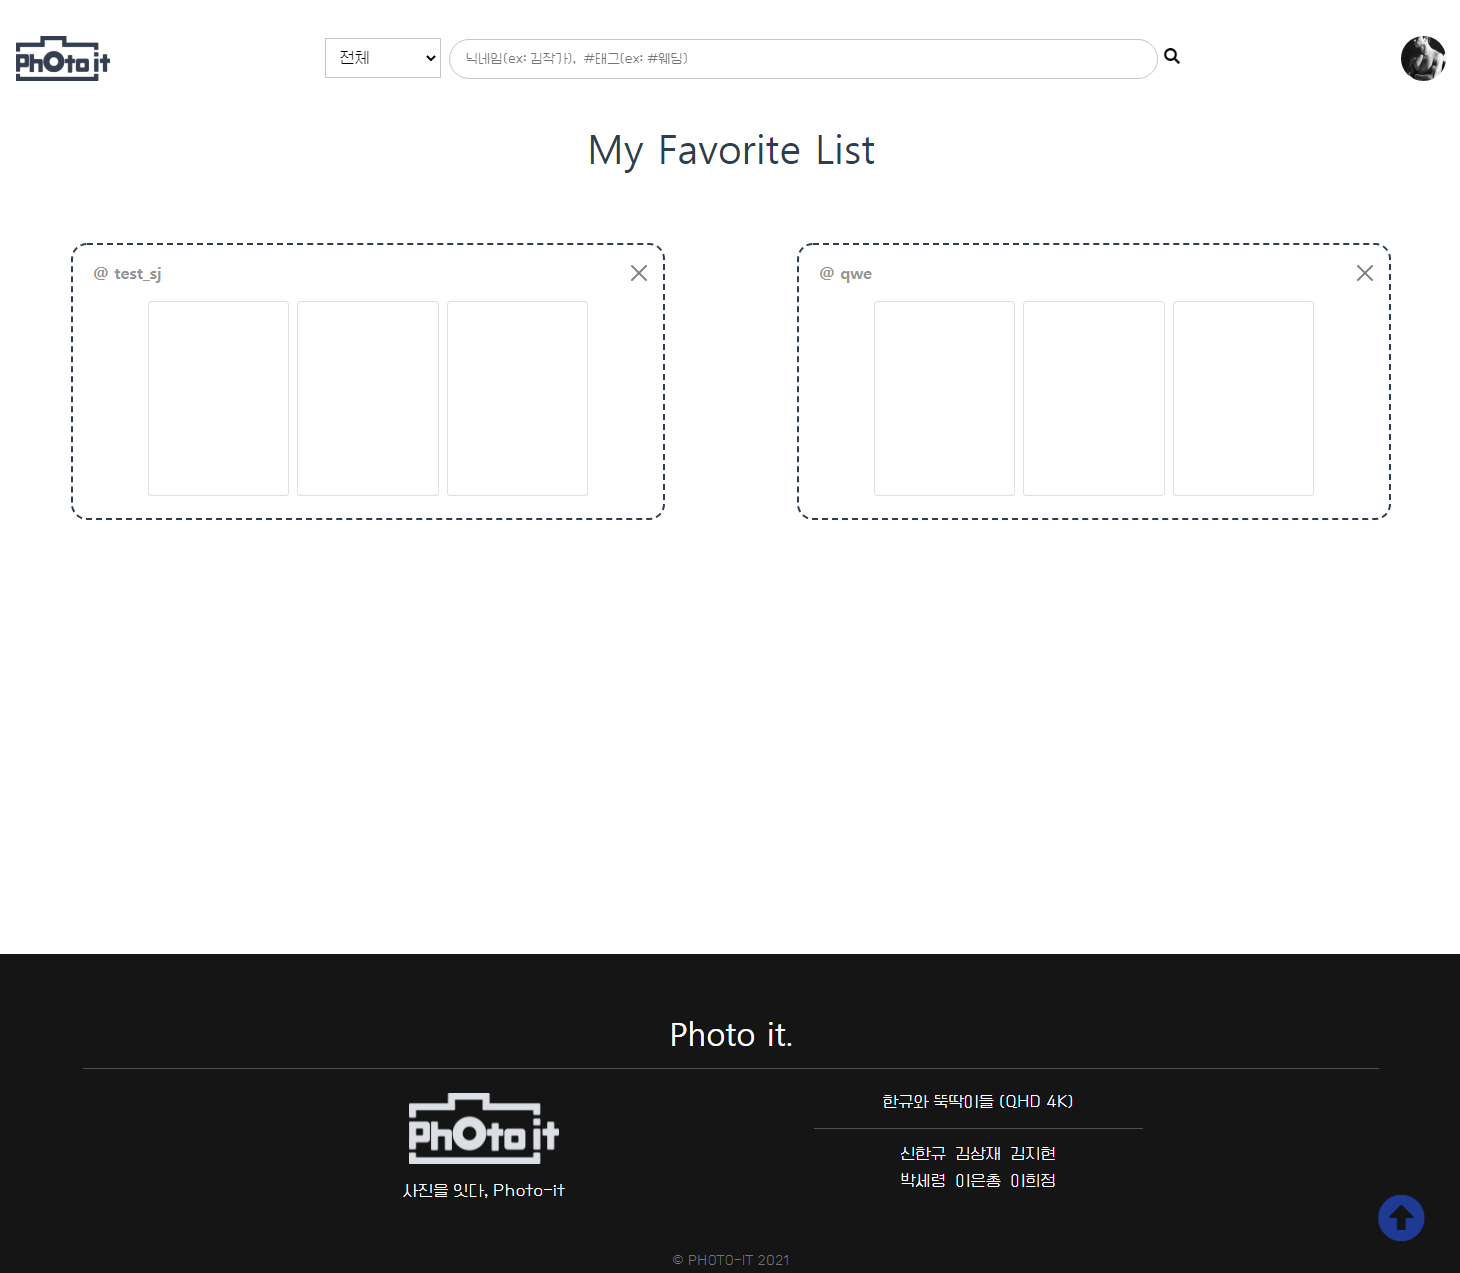 PhOto it
전체
닉네임(ex: 김작가), #태그(ex: #웨딩)
My Favorite List
@ test_sj
@ qwe
Photo it.
PhOto it
사진을 잇다, Photo-it
한규와 뚝딱이들 (QHD 4K)
신한규 김상재 김지현
박세령 이은총 이희정
© PHOTO-IT 2021